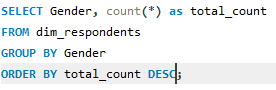 SELECT Gender, count(*) as total_count
FROM dim_respondents
GROUP BY Gender
ORDER BY total_count DESC;